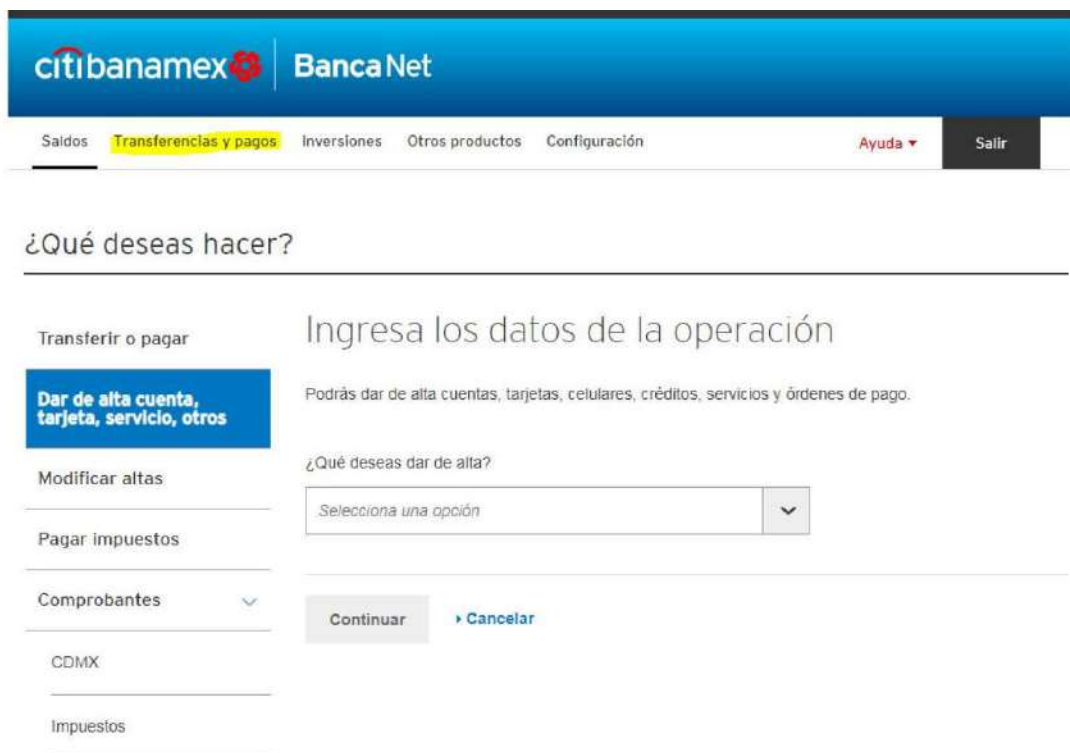 citibanamex BancaNet
Saldos Transferencias y pagos Inversiones Otros productos Configuración Ayuda Salir
¿Qué deseas hacer?
Transferir o pagar
Dar de alta cuenta,
tarjeta, servicio, otros
Modificar altas
Pagar impuestos
Comprobantes
CDMX
Impuestos
Ingresa los datos de la operación
Podrás dar de alta cuentas, tarjetas, celulares, créditos, servicios y órdenes de pago.
¿Qué deseas dar de alta?
Selecciona una opción
Continuar Cancelar